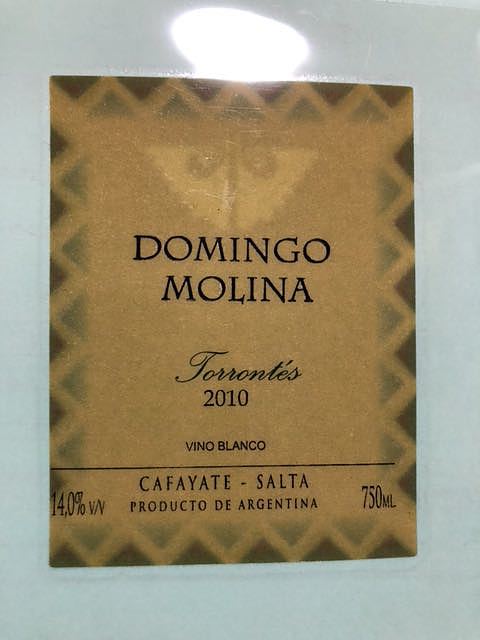 DOMINGO
MOLINA
Torrontés
2010
VINO BLANCO
CAFAYATE - SALTA
14,0% V/V PRODUCTO DE ARGENTINA 750ML